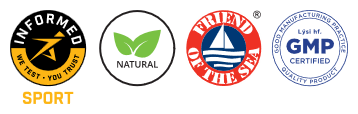 INFORMED
WE TEST · YOU TRUST
SPORT
NATURAL
FRIEND
OF THE SEA
®
GOOD MANUFACTURING PRACTICE
Lýsi hf.
GMP
CERTIFIED
QUALITY PRODUCT